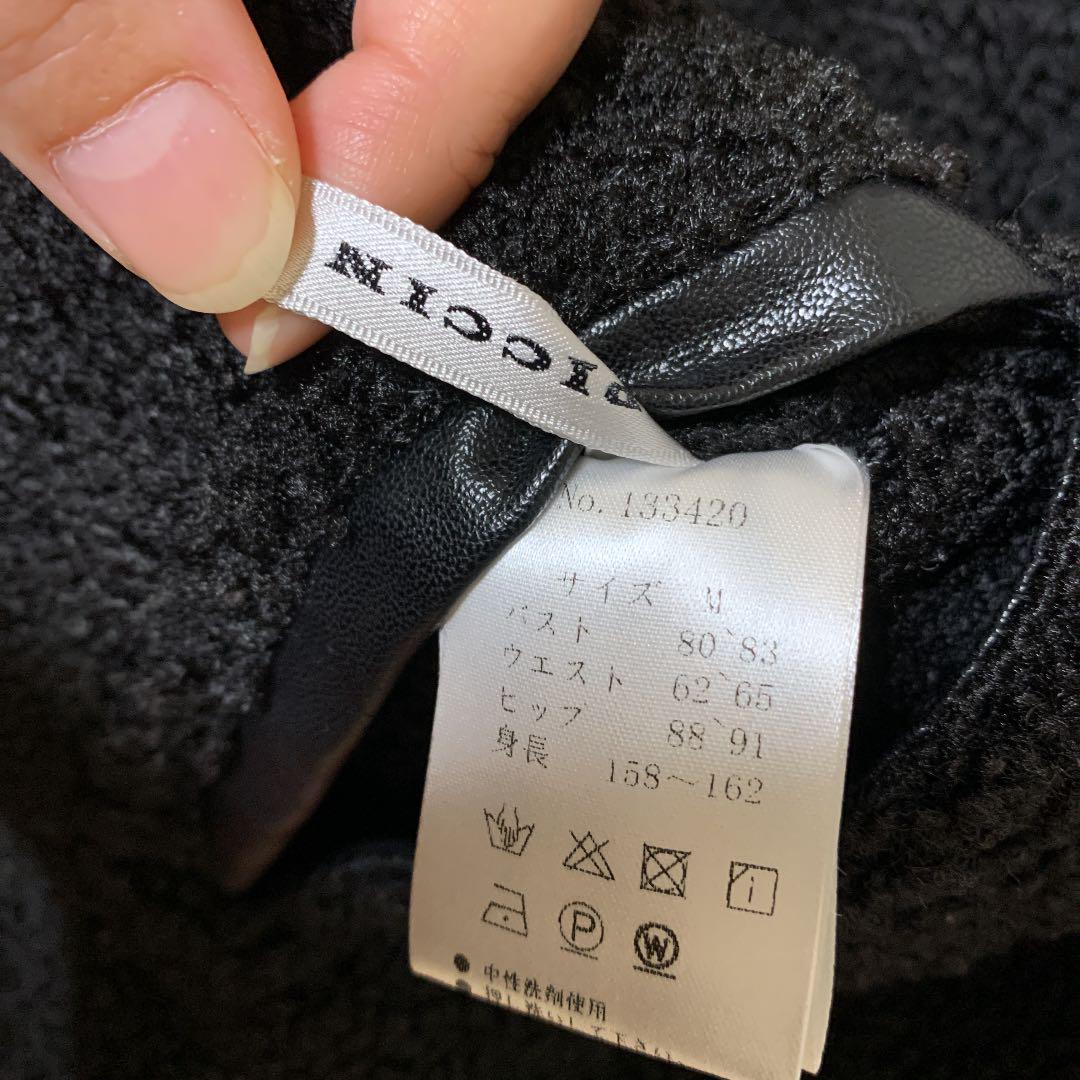 PICCIN
No. 133420
サイズ M
バスト 80~83
ウエスト 62~65
ヒップ 88~91
身長 158～162
P
W
●中性洗剤使用